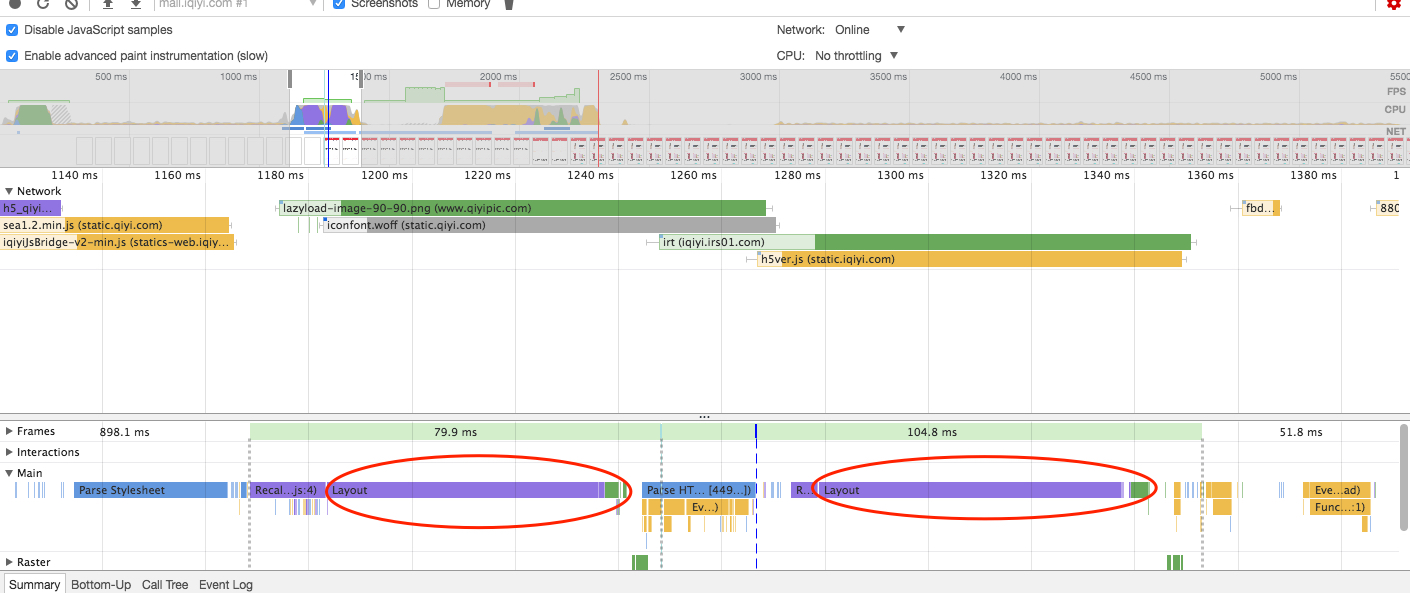 mall.iqiyi.com #1 Screenshots Memory
Disable JavaScript samples Network: Online
Enable advanced paint instrumentation (slow) CPU: No throttling
500 ms 1000 ms 2000 ms 2500 ms 3000 ms 3500 ms 4000 ms 4500 ms 5000 ms
FPS
CPU
NET
1140 ms 1160 ms 1180 ms 1200 ms 1220 ms 1240 ms 1260 ms 1280 ms 1300 ms 1320 ms 1340 ms 1360 ms 1380 ms 1
Network
h5_qiyi... lazyload-image-90-90.png (www.qiyipic.com) fbd... 880
sea1.2.min.js (static.qiyi.com) iconfont.woff (static.qiyi.com)
iqiyiJsBridge-v2-min.js (statics-web.iqiy... irt (iqiyi.irs01.com)
h5ver.js (static.iqiyi.com)
Frames 898.1 ms 79.9 ms 104.8 ms 51.8 ms
Interactions
Main
Parse Stylesheet Recal...js:4) Layout Parse HT... [449...]) R... Layout Eve...ad)
Ev...) Func...:1)
Raster
Summary Bottom-Up Call Tree Event Log